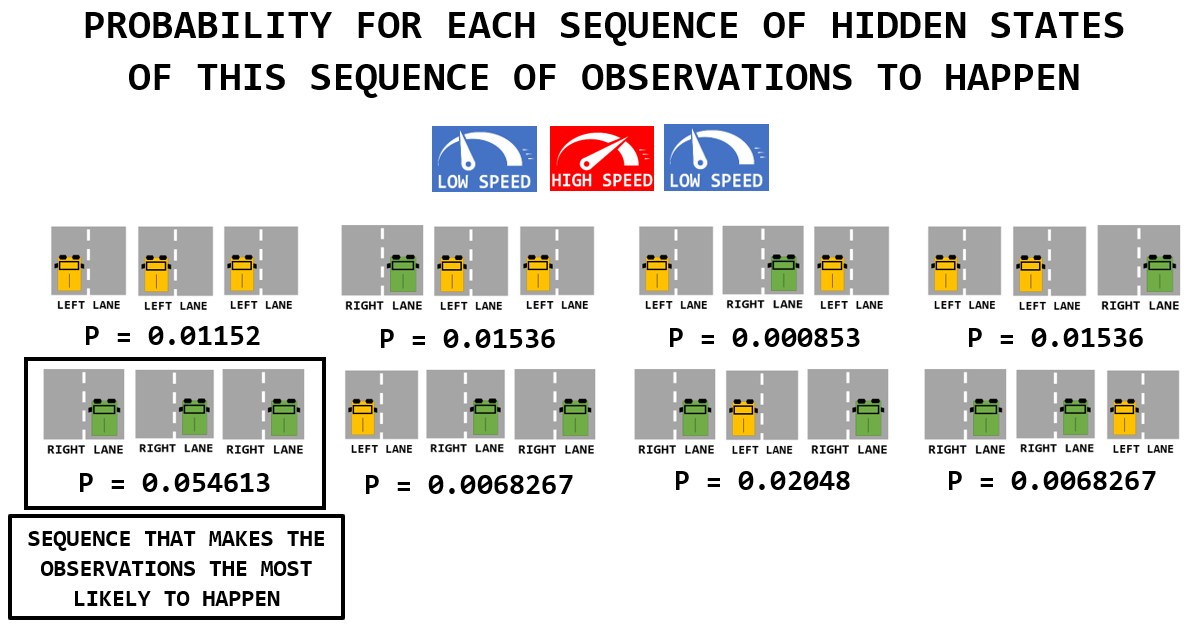 PROBABILITY FOR EACH SEQUENCE OF HIDDEN STATES
OF THIS SEQUENCE OF OBSERVATIONS TO HAPPEN
LOW SPEED
HIGH SPEED
LOW SPEED
LEFT LANE
LEFT LANE
LEFT LANE
P = 0.01152
RIGHT LANE
LEFT LANE
LEFT LANE
P = 0.01536
LEFT LANE
RIGHT LANE
LEFT LANE
P = 0.000853
LEFT LANE
LEFT LANE
RIGHT LANE
P = 0.01536
RIGHT LANE
RIGHT LANE
RIGHT LANE
P = 0.054613
LEFT LANE
RIGHT LANE
RIGHT LANE
P = 0.0068267
RIGHT LANE
LEFT LANE
RIGHT LANE
P = 0.02048
RIGHT LANE
RIGHT LANE
LEFT LANE
P = 0.0068267
SEQUENCE THAT MAKES THE
OBSERVATIONS THE MOST
LIKELY TO HAPPEN